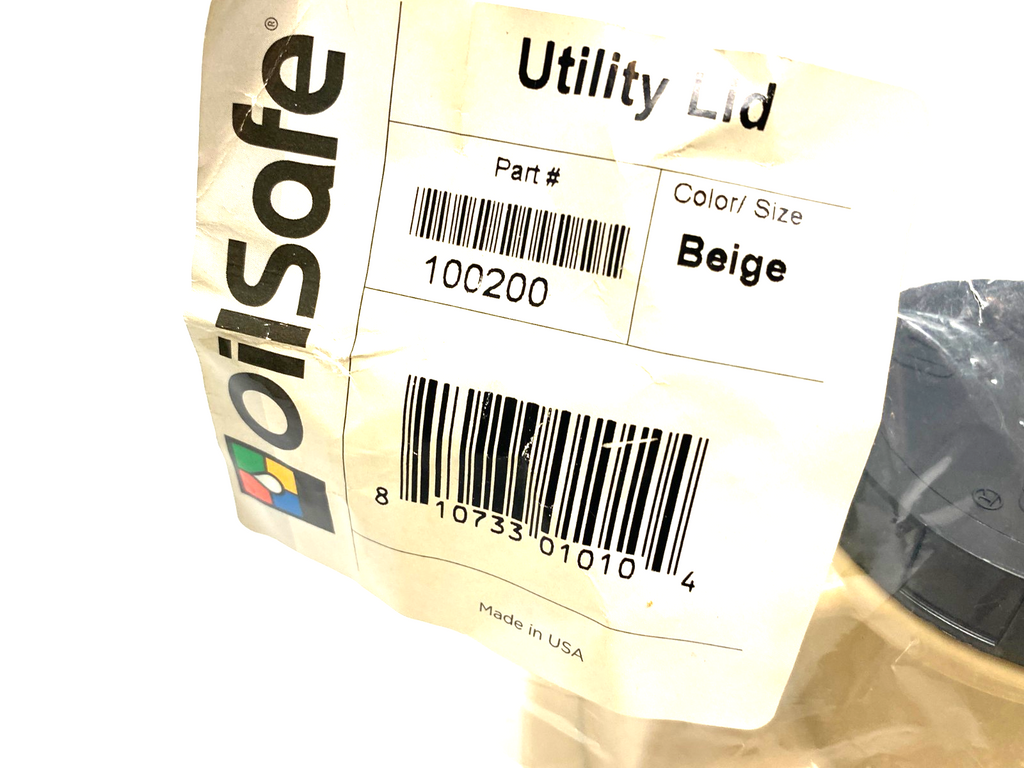 oilsafe®
Utility Lid
Part #
100200
Color/ Size
Beige
8 10733 01010 4
Made in USA